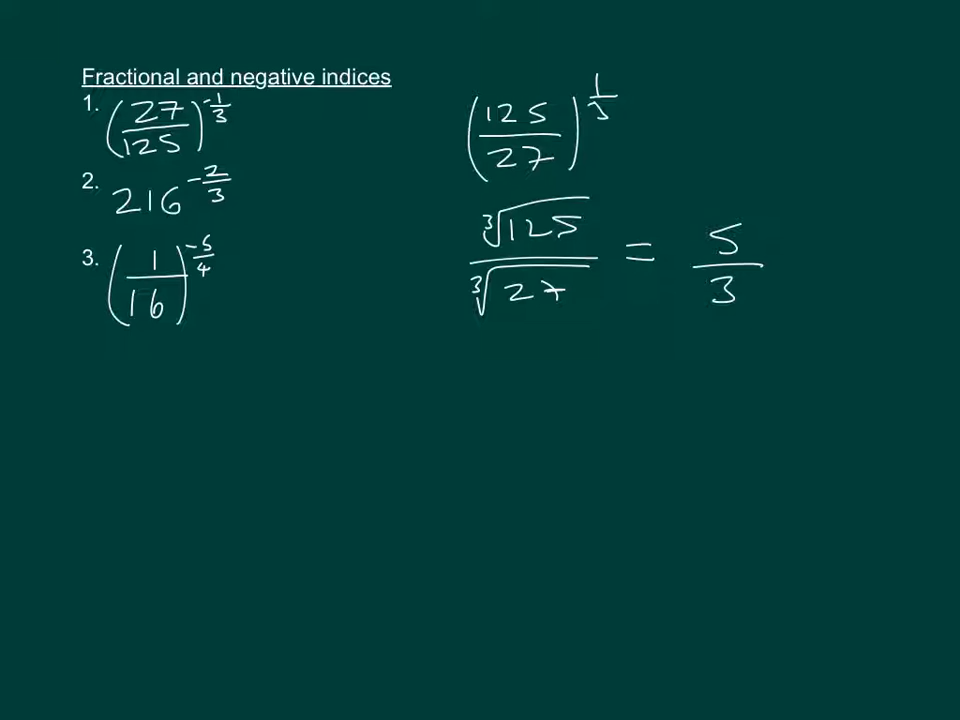 Fractional and negative indices
1. (27/125)^{-1/3}
2. 216^{-2/3}
3. (1/16)^{-5/4}
(125/27)^{1/3}
∛125/∛27 = 5/3